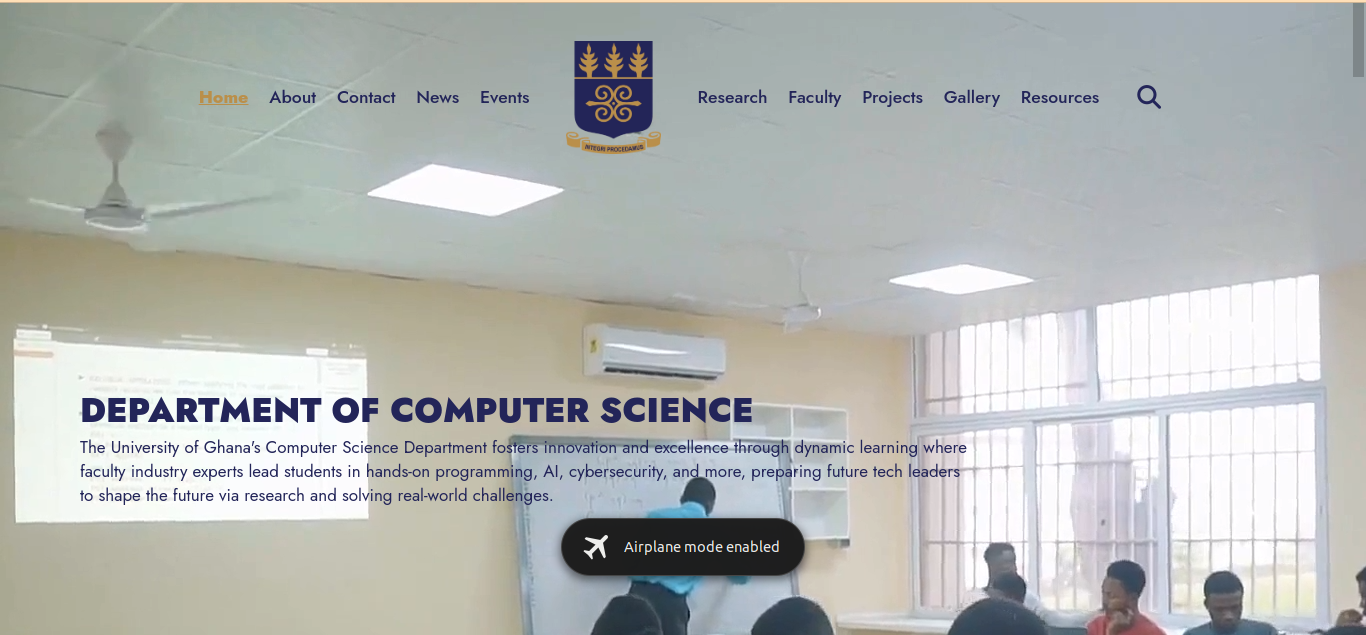 Home About Contact News Events Research Faculty Projects Gallery Resources
INTEGRI PROCEDAMUS
DEPARTMENT OF COMPUTER SCIENCE
The University of Ghana's Computer Science Department fosters innovation and excellence through dynamic learning where
faculty industry experts lead students in hands-on programming, AI, cybersecurity, and more, preparing future tech leaders
to shape the future via research and solving real-world challenges.
Airplane mode enabled